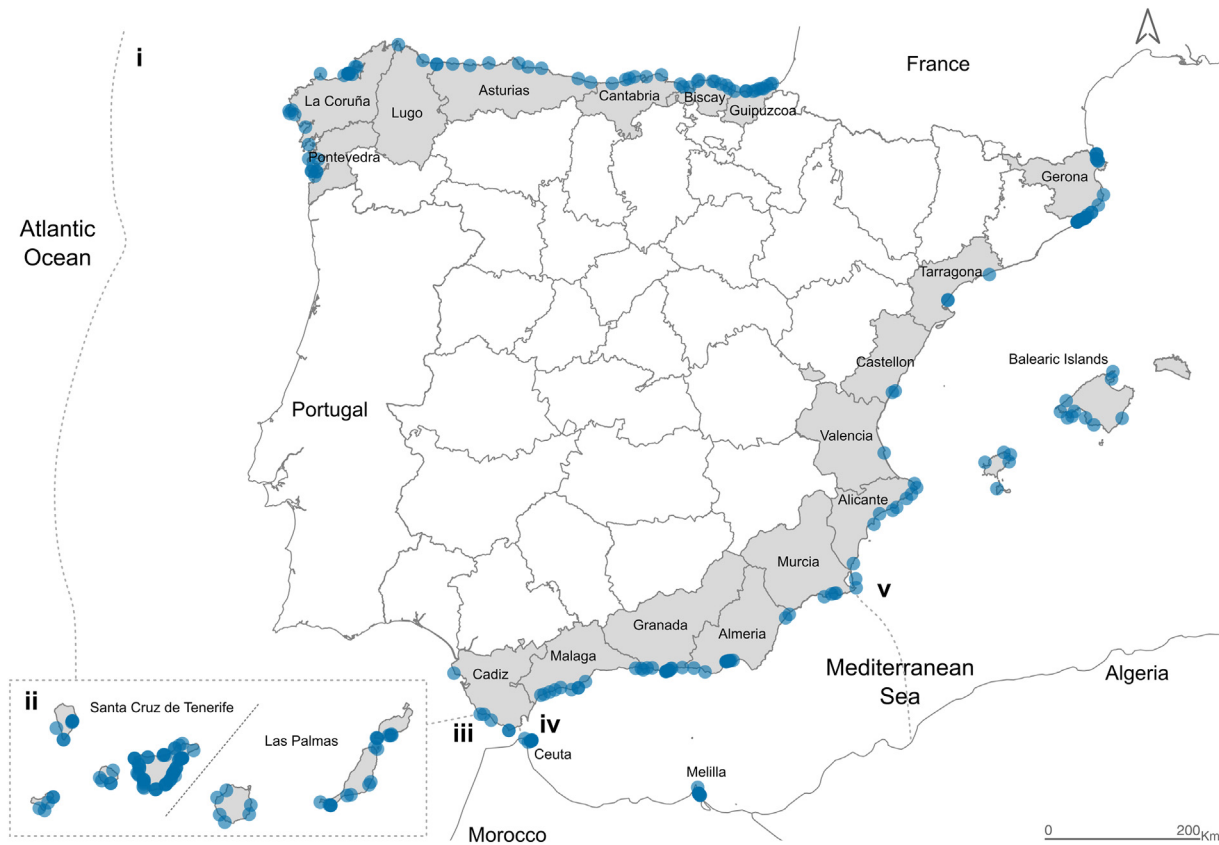 i
France
La Coruña
Lugo
Asturias
Cantabria
Biscay
Guipuzcoa
Pontevedra
Gerona
Atlantic
Ocean
Tarragona
Castellon
Balearic Islands
Portugal
Valencia
Alicante
Murcia
v
Granada
Almeria
Malaga
Cadiz
Mediterranean
Sea
Algeria
ii
Santa Cruz de Tenerife
Las Palmas
iii
iv
Ceuta
Melilla
Morocco
0
200Km